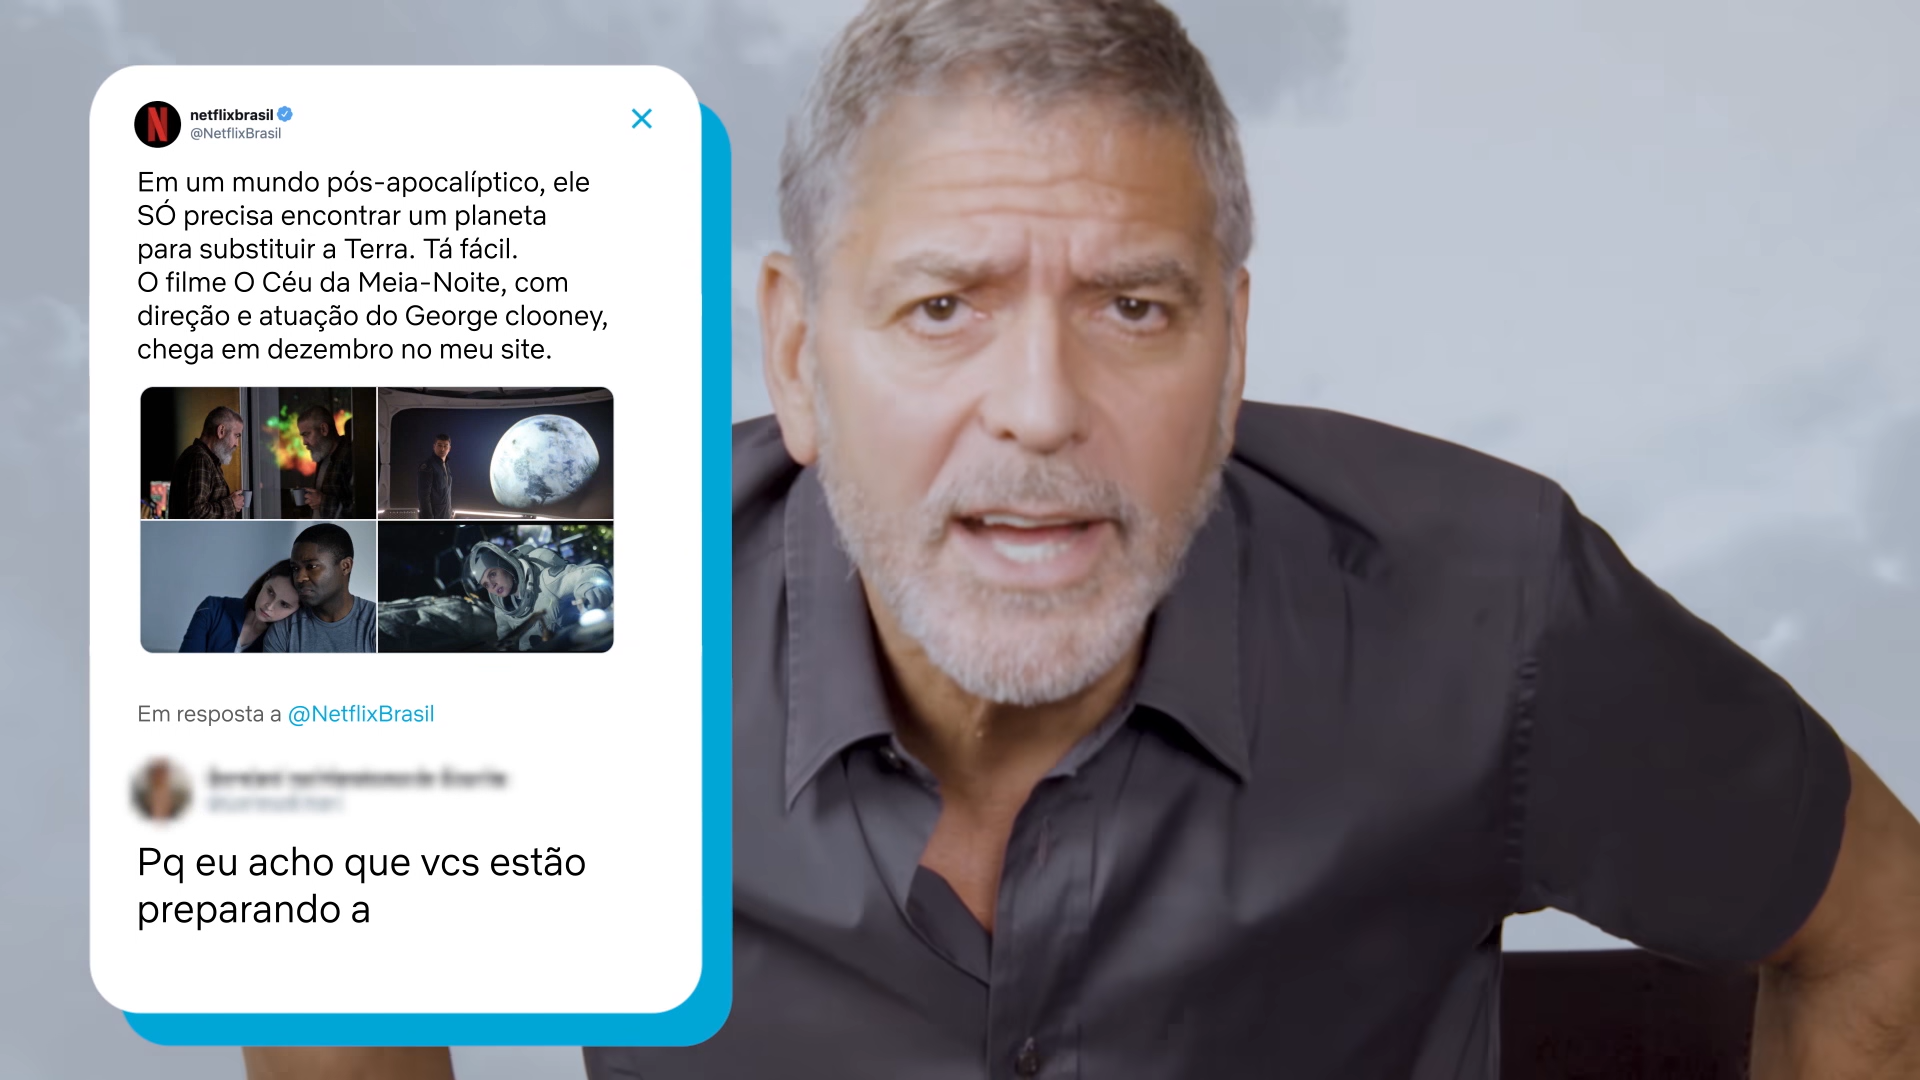 netflixbrasil
@NetflixBrasil
Em um mundo pós-apocalíptico, ele
SÓ precisa encontrar um planeta
para substituir a Terra. Tá fácil.
O filme O Céu da Meia-Noite, com
direção e atuação do George clooney,
chega em dezembro no meu site.
Em resposta a @NetflixBrasil
Pq eu acho que vcs estão
preparando a